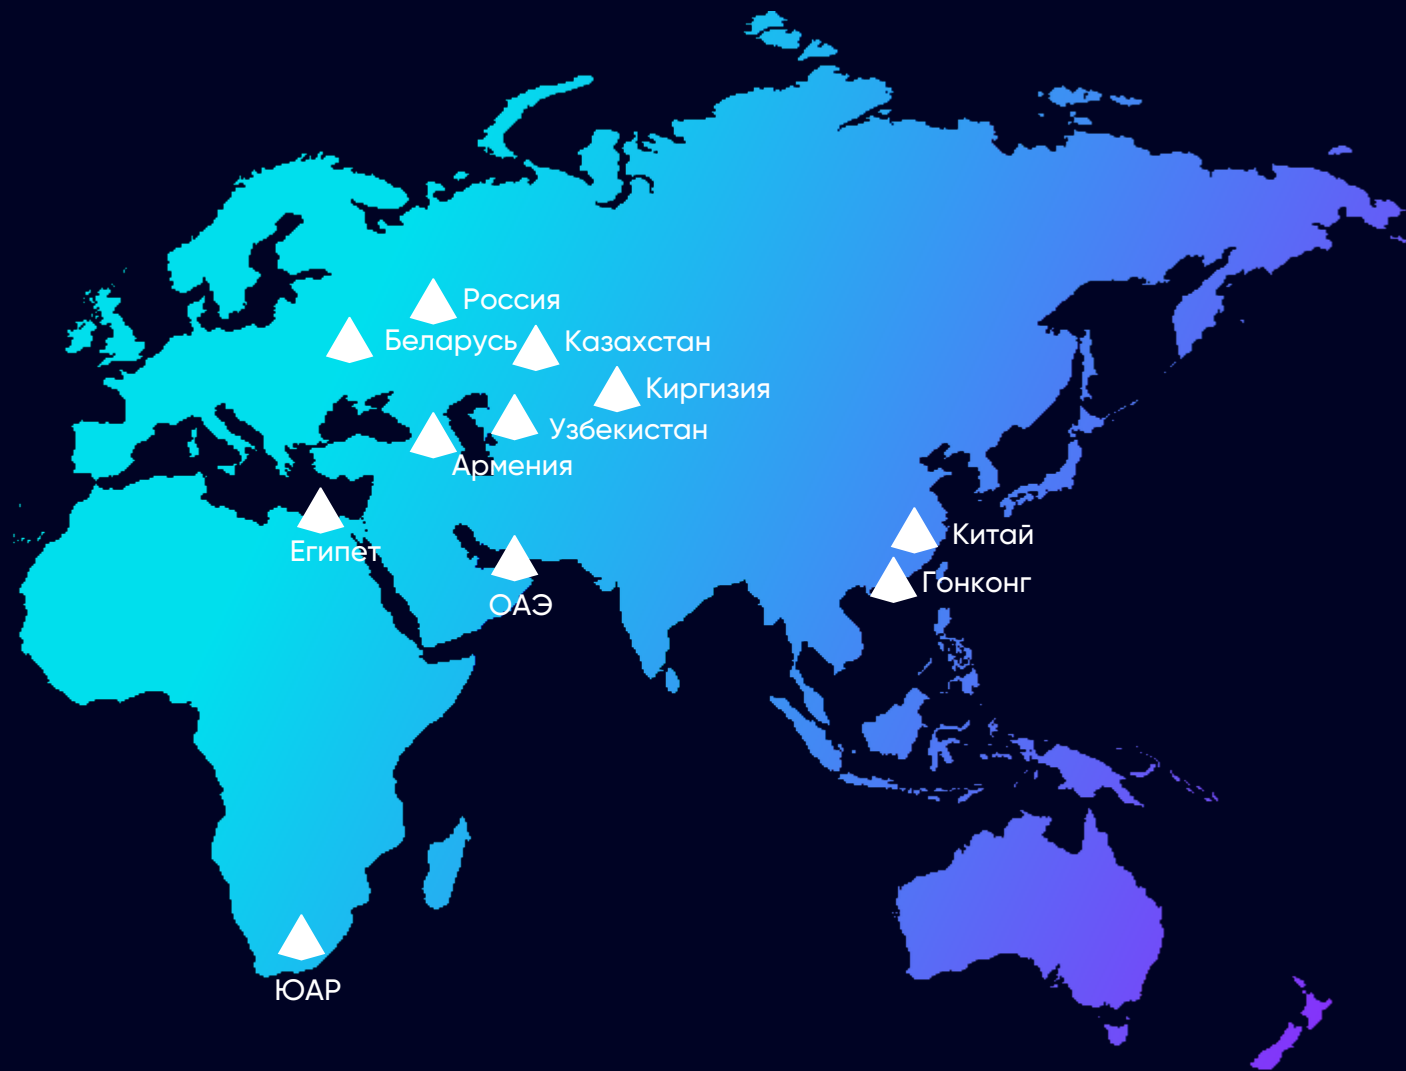 Россия
Беларусь
Казахстан
Киргизия
Узбекистан
Армения
Египет
ОАЭ
Китай
Гонконг
ЮАР